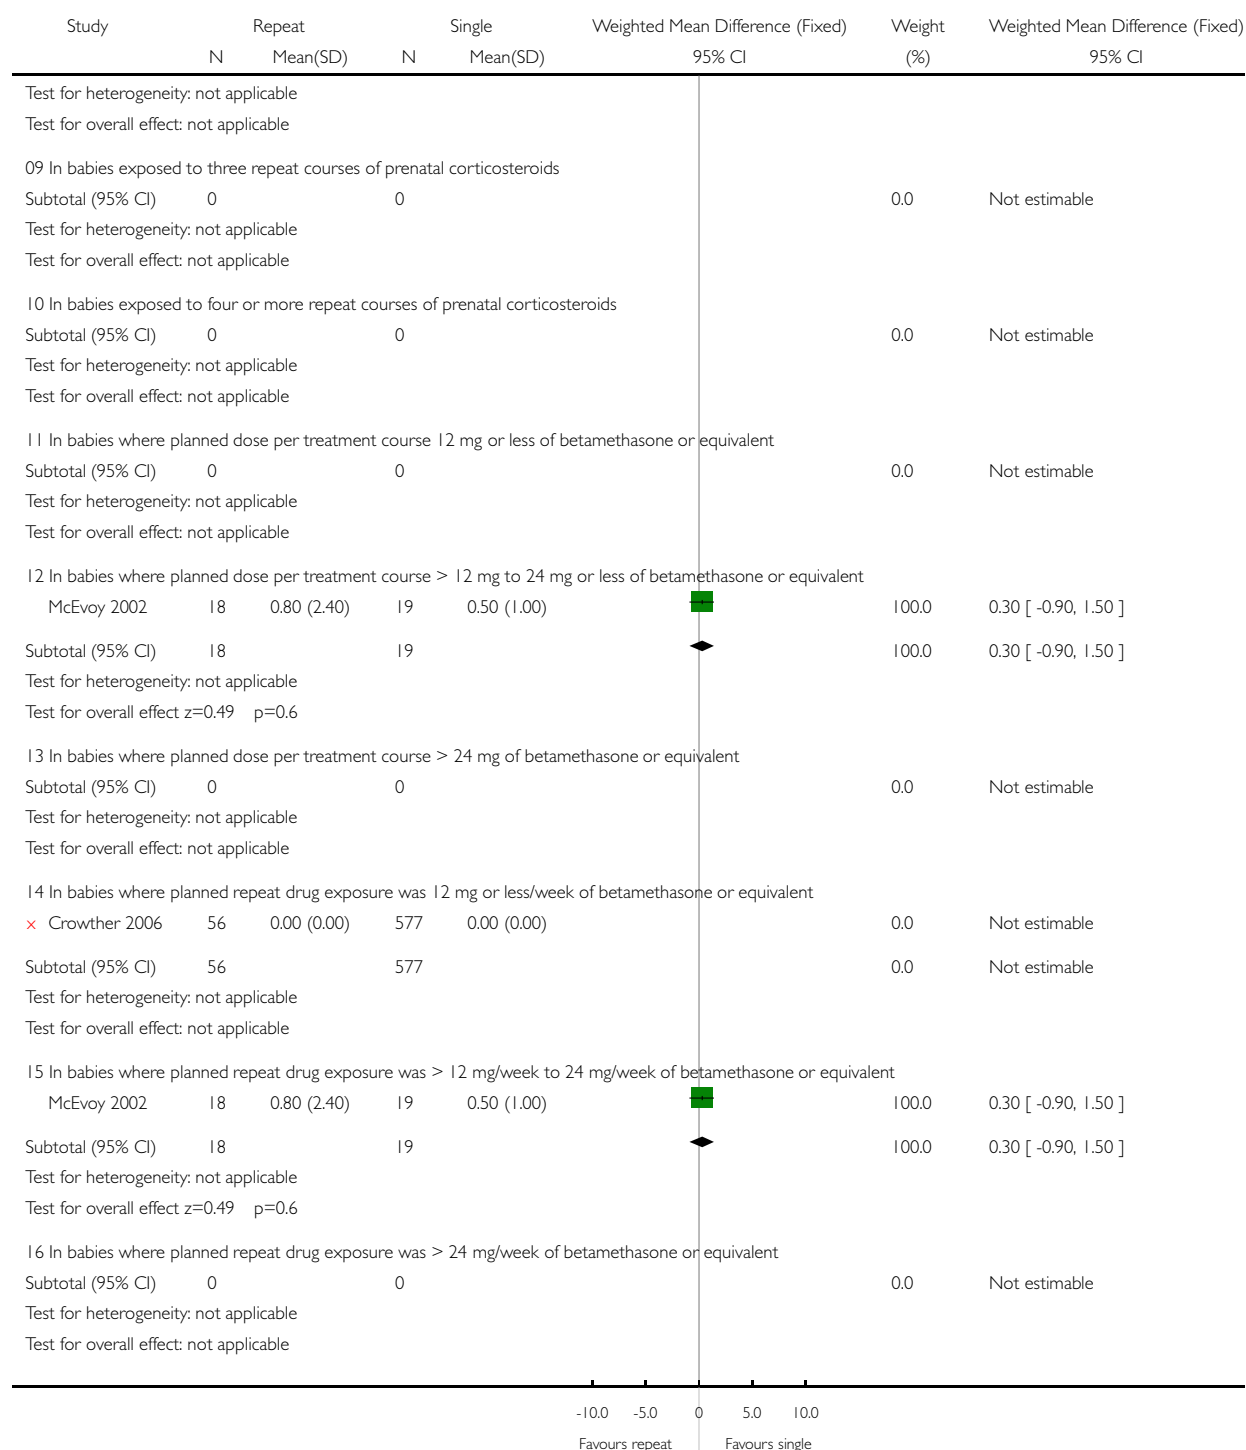 Study Repeat Single Weighted Mean Difference (Fixed) Weight Weighted Mean Difference (Fixed)
N Mean(SD) N Mean(SD) 95% CI (%) 95% CI
Test for heterogeneity: not applicable
Test for overall effect: not applicable
09 In babies exposed to three repeat courses of prenatal corticosteroids
Subtotal (95% CI) 0 0 0.0 Not estimable
Test for heterogeneity: not applicable
Test for overall effect: not applicable
10 In babies exposed to four or more repeat courses of prenatal corticosteroids
Subtotal (95% CI) 0 0 0.0 Not estimable
Test for heterogeneity: not applicable
Test for overall effect: not applicable
11 In babies where planned dose per treatment course 12 mg or less of betamethasone or equivalent
Subtotal (95% CI) 0 0 0.0 Not estimable
Test for heterogeneity: not applicable
Test for overall effect: not applicable
12 In babies where planned dose per treatment course > 12 mg to 24 mg or less of betamethasone or equivalent
McEvoy 2002 18 0.80 (2.40) 19 0.50 (1.00) 100.0 0.30 [ -0.90, 1.50 ]
Subtotal (95% CI) 18 19 100.0 0.30 [ -0.90, 1.50 ]
Test for heterogeneity: not applicable
Test for overall effect z=0.49 p=0.6
13 In babies where planned dose per treatment course > 24 mg of betamethasone or equivalent
Subtotal (95% CI) 0 0 0.0 Not estimable
Test for heterogeneity: not applicable
Test for overall effect: not applicable
14 In babies where planned repeat drug exposure was 12 mg or less/week of betamethasone or equivalent
× Crowther 2006 56 0.00 (0.00) 577 0.00 (0.00) 0.0 Not estimable
Subtotal (95% CI) 56 577 0.0 Not estimable
Test for heterogeneity: not applicable
Test for overall effect: not applicable
15 In babies where planned repeat drug exposure was > 12 mg/week to 24 mg/week of betamethasone or equivalent
McEvoy 2002 18 0.80 (2.40) 19 0.50 (1.00) 100.0 0.30 [ -0.90, 1.50 ]
Subtotal (95% CI) 18 19 100.0 0.30 [ -0.90, 1.50 ]
Test for heterogeneity: not applicable
Test for overall effect z=0.49 p=0.6
16 In babies where planned repeat drug exposure was > 24 mg/week of betamethasone or equivalent
Subtotal (95% CI) 0 0 0.0 Not estimable
Test for heterogeneity: not applicable
Test for overall effect: not applicable
-10.0 -5.0 0 5.0 10.0
Favours repeat Favours single